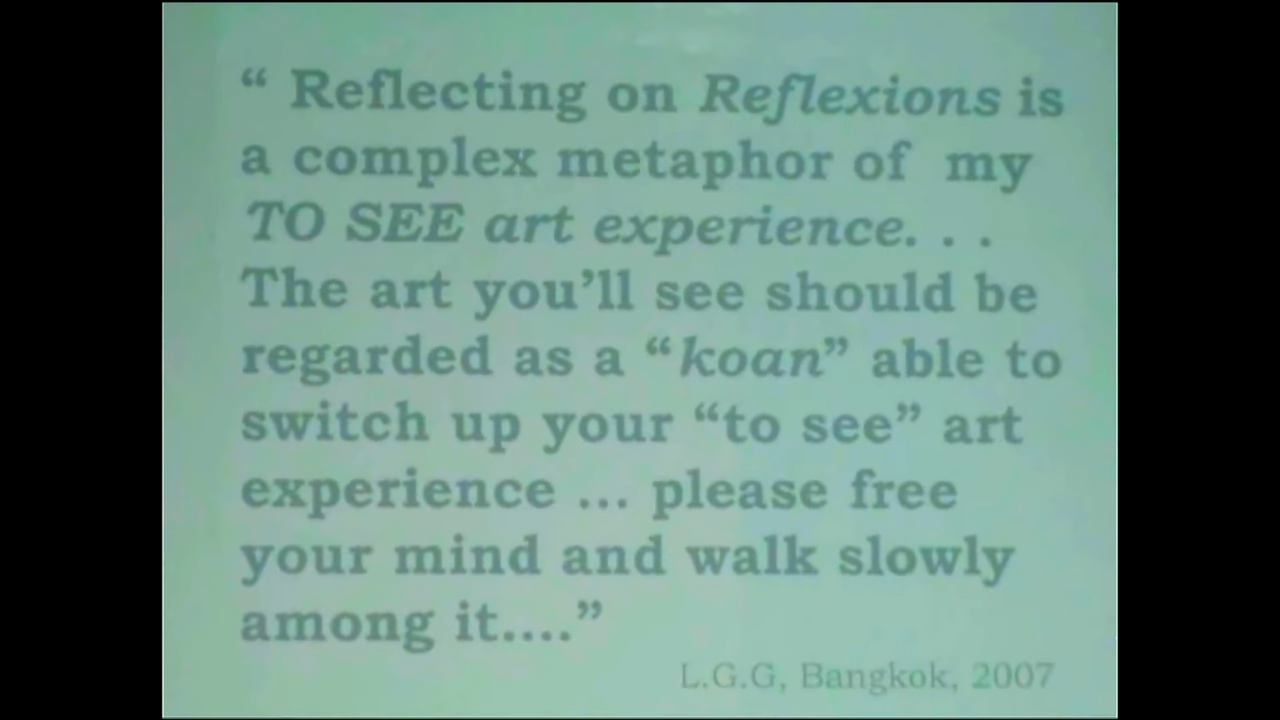 “ Reflecting on Reflexions is
a complex metaphor of my
TO SEE art experience. . .
The art you’ll see should be
regarded as a “koan” able to
switch up your “to see” art
experience ... please free
your mind and walk slowly
among it....”
L.G.G, Bangkok, 2007